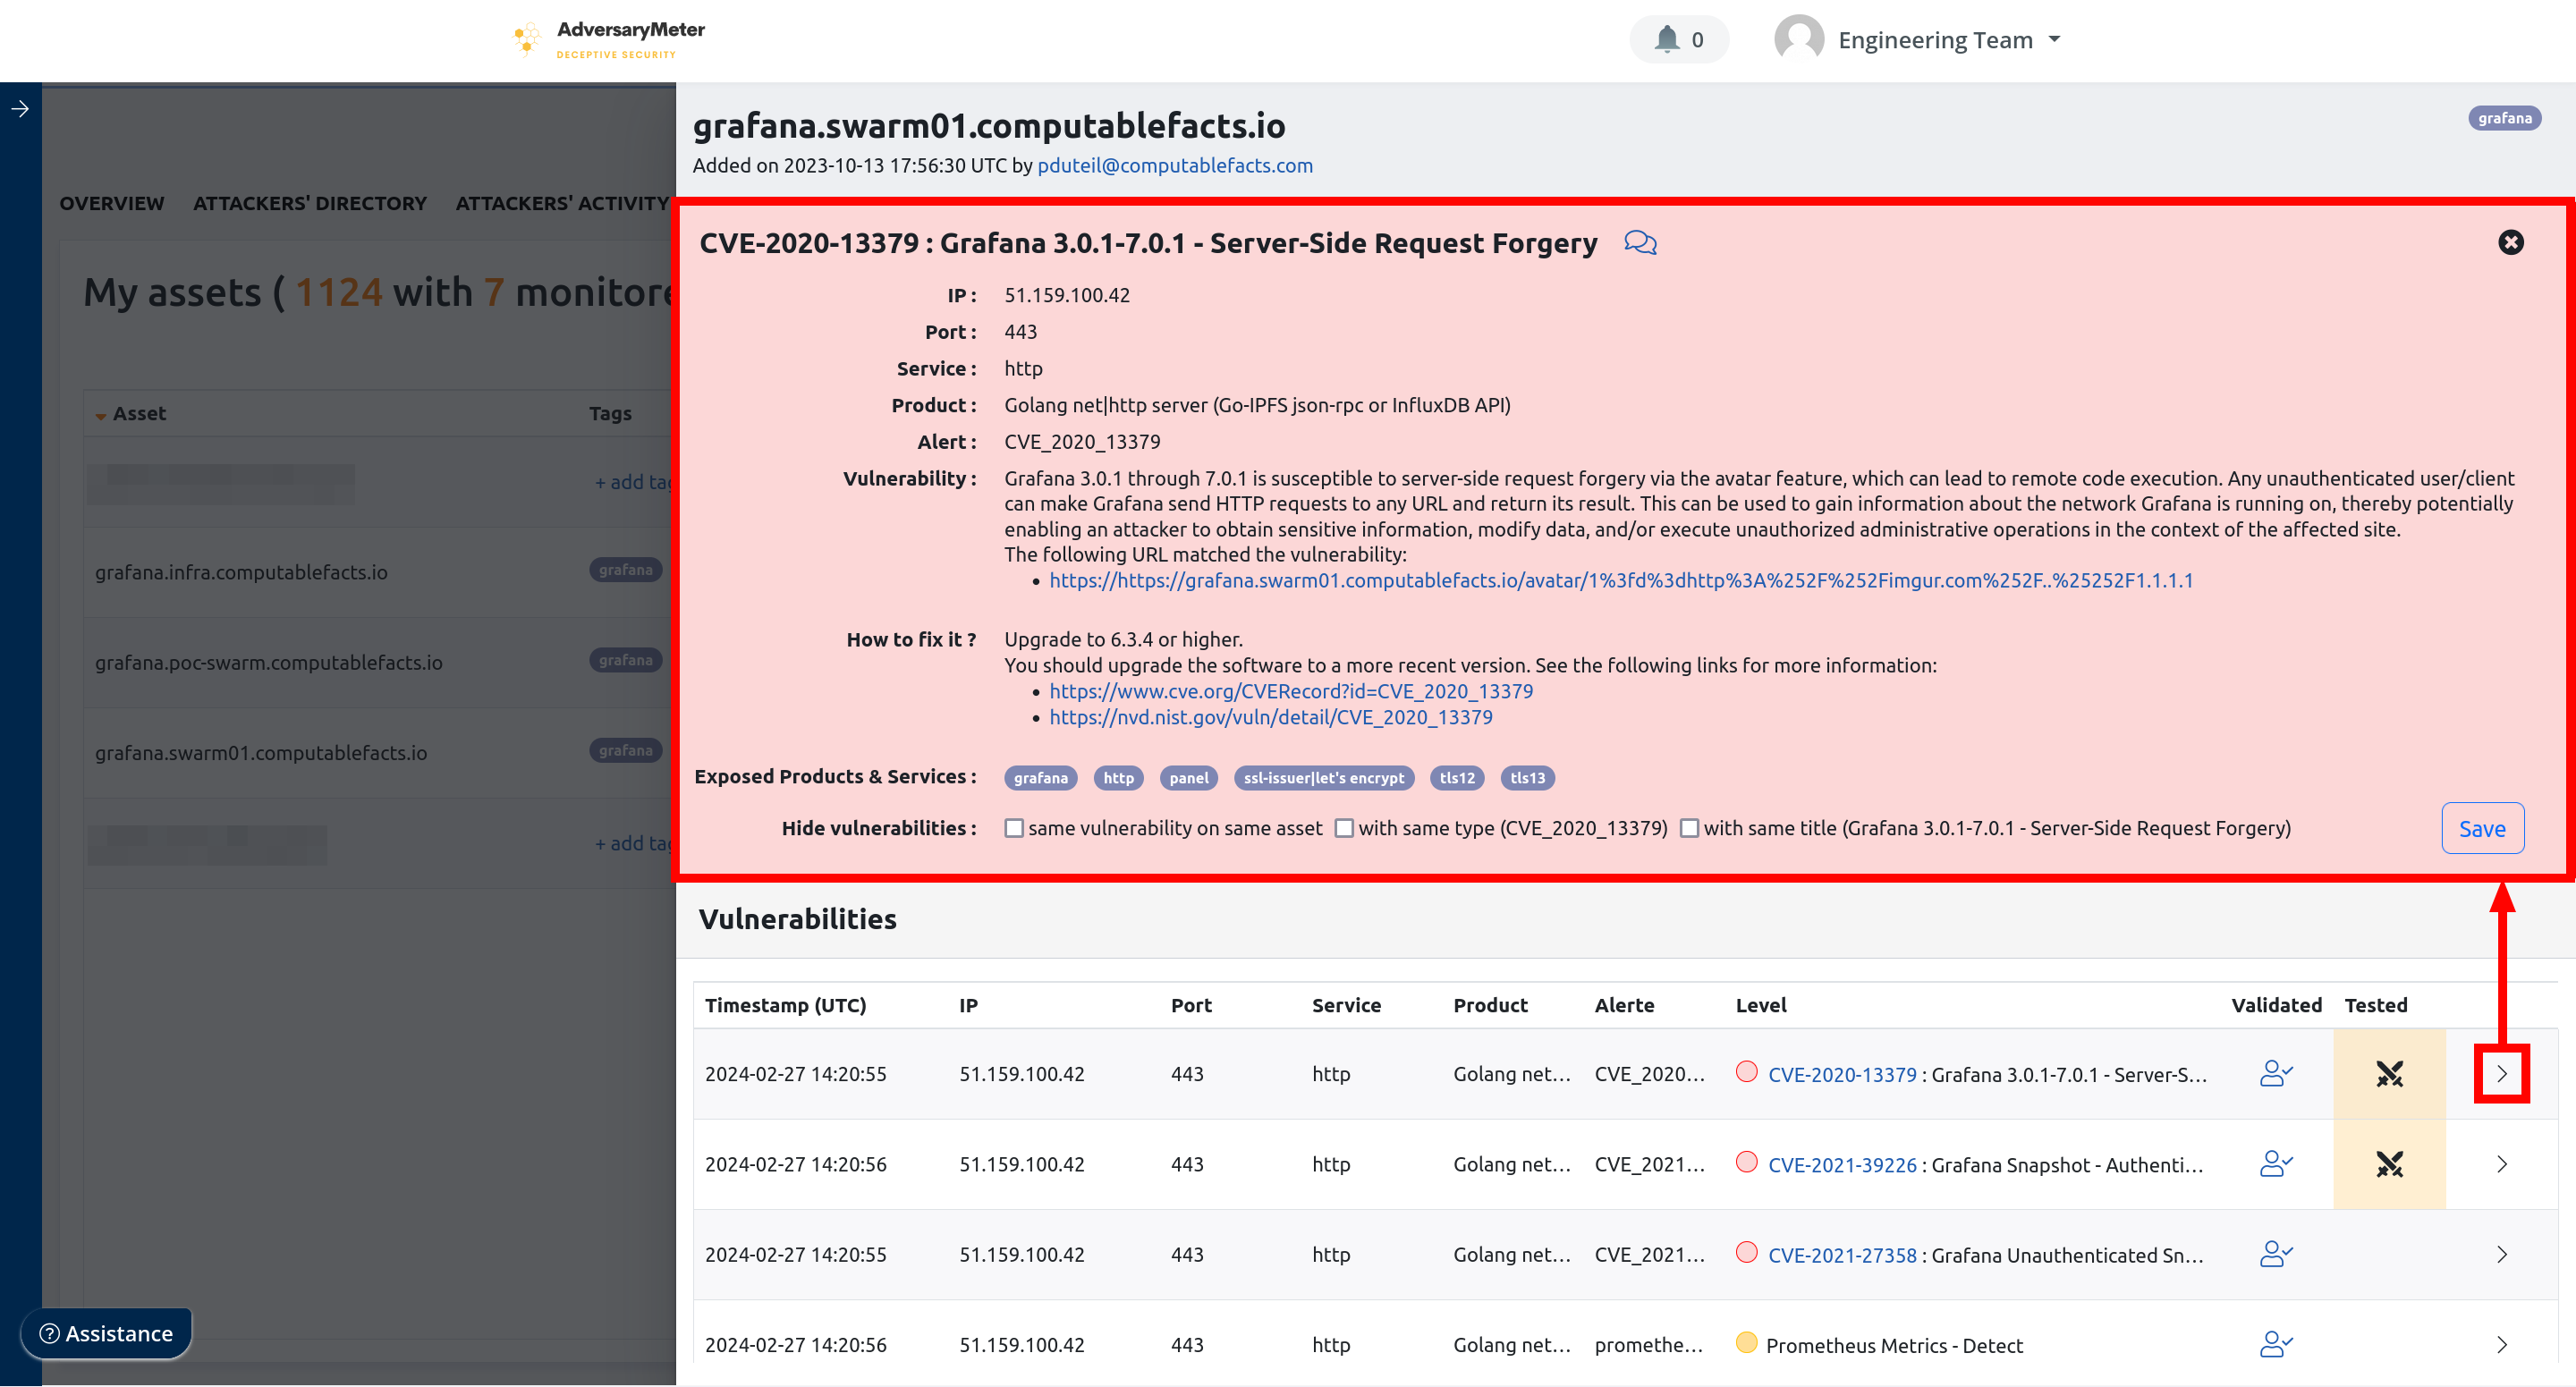 AdversaryMeter
DECEPTIVE SECURITY
0
Engineering Team
grafana.swarm01.computablefacts.io
grafana
Added on 2023-10-13 17:56:30 UTC by pduteil@computablefacts.com
OVERVIEW ATTACKERS' DIRECTORY ATTACKERS' ACTIVITY
My assets ( 1124 with 7 monitore
Asset Tags
+ add tag
grafana.infra.computablefacts.io grafana
grafana.poc-swarm.computablefacts.io grafana
grafana.swarm01.computablefacts.io grafana
+ add tag
CVE-2020-13379 : Grafana 3.0.1-7.0.1 - Server-Side Request Forgery
IP : 51.159.100.42
Port : 443
Service : http
Product : Golang net|http server (Go-IPFS json-rpc or InfluxDB API)
Alert : CVE_2020_13379
Vulnerability : Grafana 3.0.1 through 7.0.1 is susceptible to server-side request forgery via the avatar feature, which can lead to remote code execution. Any unauthenticated user/client
can make Grafana send HTTP requests to any URL and return its result. This can be used to gain information about the network Grafana is running on, thereby potentially
enabling an attacker to obtain sensitive information, modify data, and/or execute unauthorized administrative operations in the context of the affected site.
The following URL matched the vulnerability:
• https://https://grafana.swarm01.computablefacts.io/avatar/1%3fd%3dhttp%3A%252F%252Fimgur.com%252F..%25252F1.1.1.1
How to fix it ? Upgrade to 6.3.4 or higher.
You should upgrade the software to a more recent version. See the following links for more information:
• https://www.cve.org/CVERecord?id=CVE_2020_13379
• https://nvd.nist.gov/vuln/detail/CVE_2020_13379
Exposed Products & Services : grafana http panel ssl-issuer|let's encrypt tls12 tls13
Hide vulnerabilities : same vulnerability on same asset with same type (CVE_2020_13379) with same title (Grafana 3.0.1-7.0.1 - Server-Side Request Forgery) Save
Vulnerabilities
Timestamp (UTC) IP Port Service Product Alerte Level Validated Tested
2024-02-27 14:20:55 51.159.100.42 443 http Golang net... CVE_2020... CVE-2020-13379 : Grafana 3.0.1-7.0.1 - Server-S...
2024-02-27 14:20:56 51.159.100.42 443 http Golang net... CVE_2021... CVE-2021-39226 : Grafana Snapshot - Authenti...
2024-02-27 14:20:55 51.159.100.42 443 http Golang net... CVE_2021... CVE-2021-27358 : Grafana Unauthenticated Sn...
2024-02-27 14:20:56 51.159.100.42 443 http Golang net... promethe... Prometheus Metrics - Detect
Assistance